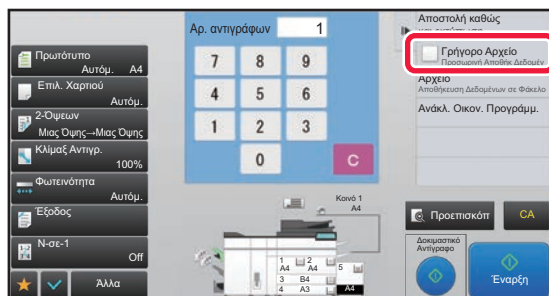 Αρ. αντιγράφων 1
Πρωτότυπο
Αυτόμ. A4
Επιλ. Χαρτιού
Αυτόμ.
2-Όψεων
Μιας Όψης→Μιας Όψης
Κλίμαξ Αντιγρ.
100%
Φωτεινότητα
Αυτόμ.
Έξοδος
N-σε-1
Off
Άλλα
7 8 9
4 5 6
1 2 3
0 C
Κοινό 1
A4
1 A4
2 A4
3 B4
4 A3
5 A4
Αποστολή καθώς
Γρήγορο Αρχείο
Προσωρινή Αποθήκ Δεδομέν
Αρχείο
Αποθήκευση Δεδομένων σε Φάκελο
Ανάκλ. Οικον. Προγράμμ.
Προεπισκόπ
CA
Δοκιμαστικό
Αντίγραφο
Έναρξη